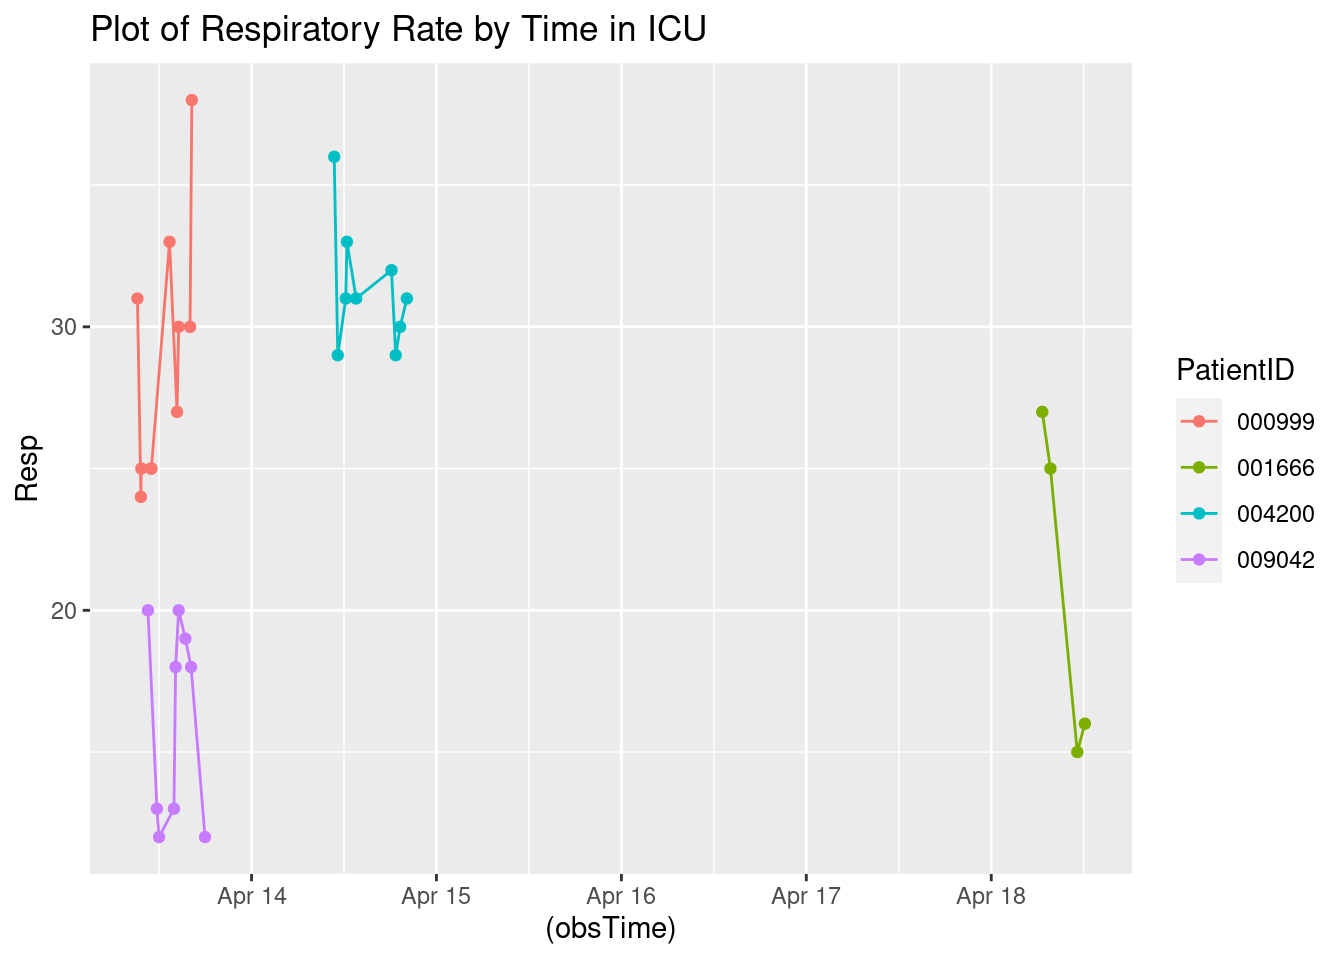 Plot of Respiratory Rate by Time in ICU
Resp
30
20
Apr 14
Apr 15
Apr 16
Apr 17
Apr 18
(obsTime)
PatientID
000999
001666
004200
009042